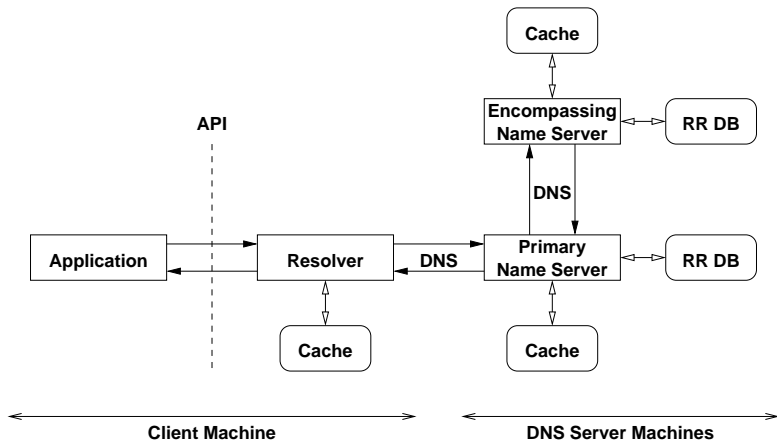 Cache
Encompassing
Name Server
RR DB
API
DNS
Application
Resolver
DNS
Primary
Name Server
RR DB
Cache
Cache
Client Machine
DNS Server Machines